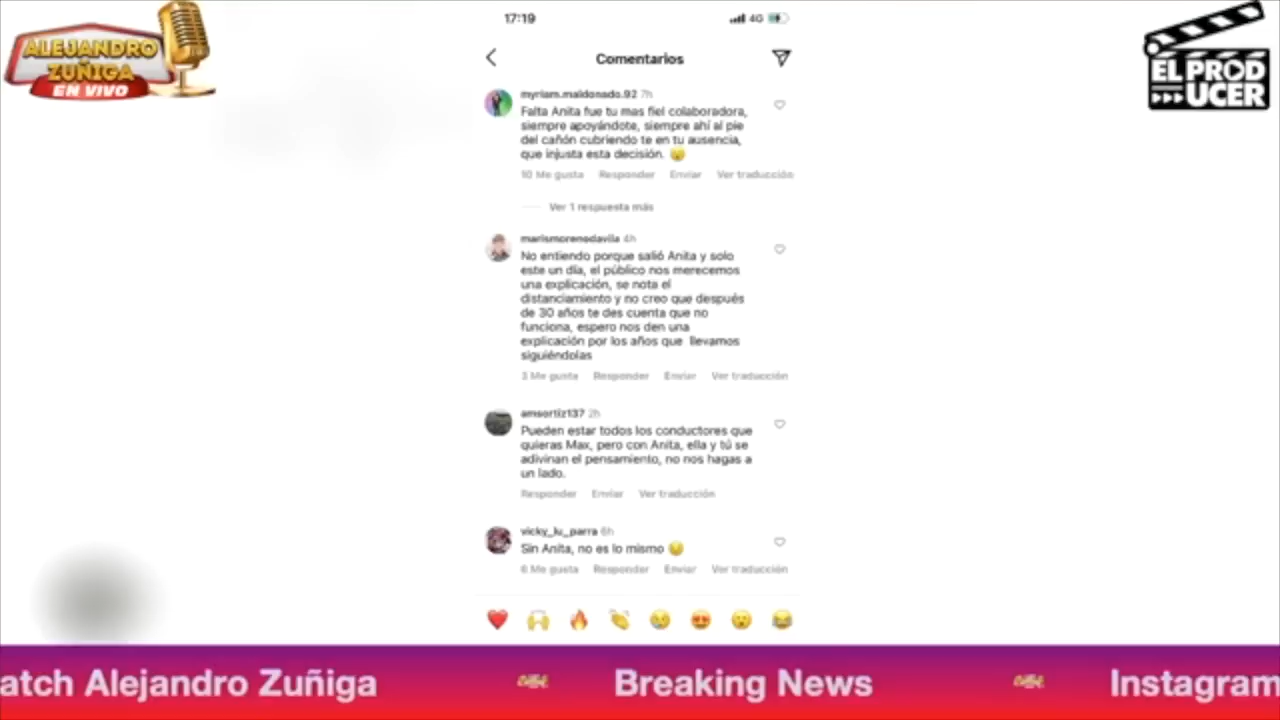 ALEJANDRO
ZUÑIGA
EN VIVO
17:19
4G
EL PROD
UCER
Comentarios
myriam.maldonado.92 7h
Falta Anita fue tu mas fiel colaboradora,
siempre apoyándote, siempre ahí al pie
del cañón cubriendo te en tu ausencia,
que injusta esta decisión. 😪
10 Me gusta Responder Enviar Ver traducción
Ver 1 respuesta más
marismorenodavila 4h
No entiendo porque salió Anita y solo
este un día, el público nos merecemos
una explicación, se nota el
distanciamiento y no creo que después
de 30 años te des cuenta que no
funciona, espero nos den una
explicación por los años que llevamos
siguiéndolas
3 Me gusta Responder Enviar Ver traducción
amsortiz137 2h
Pueden estar todos los conductores que
quieras Max, pero con Anita, ella y tú se
adivinan el pensamiento, no nos hagas a
un lado.
Responder Enviar Ver traducción
vicky_lu_parra 6h
Sin Anita, no es lo mismo 😥
6 Me gusta Responder Enviar Ver traducción
atch Alejandro Zuñiga Breaking News Instagram